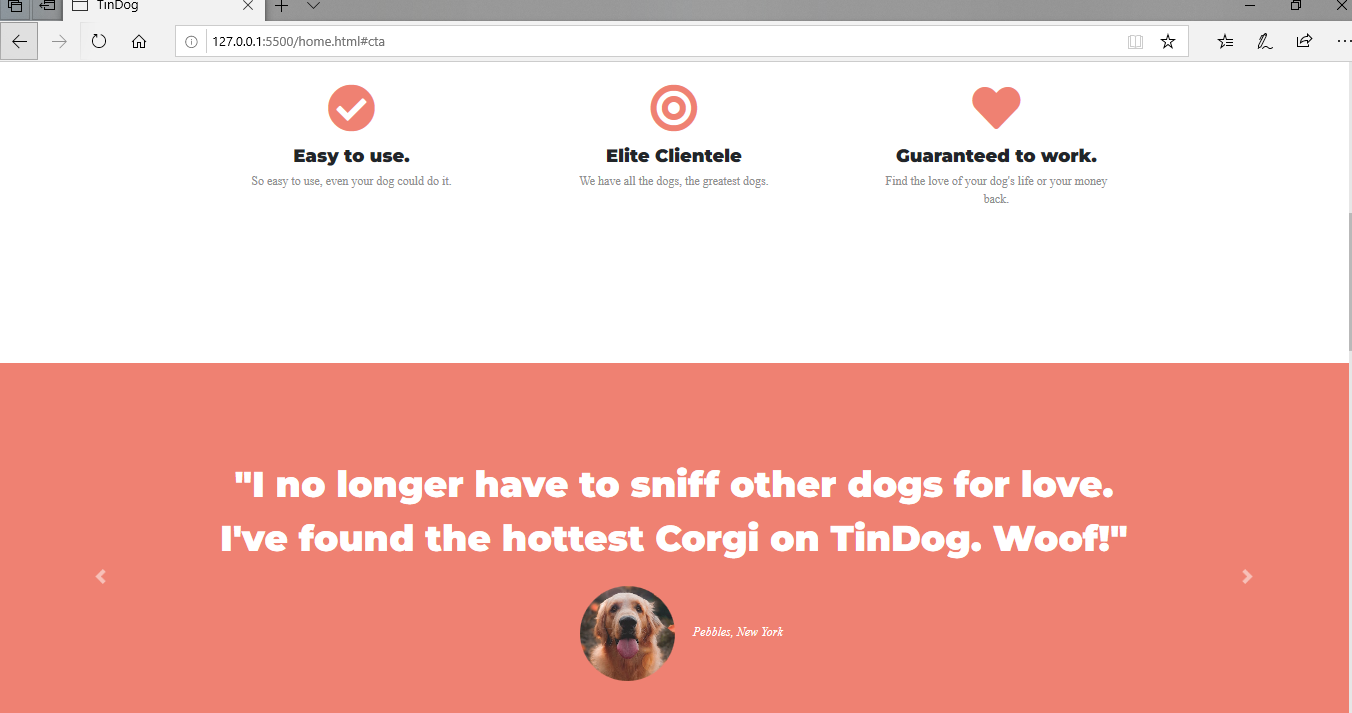 TinDog
127.0.0.1:5500/home.html#cta
Easy to use.
So easy to use, even your dog could do it.
Elite Clientele
We have all the dogs, the greatest dogs.
Guaranteed to work.
Find the love of your dog's life or your money
back.
"I no longer have to sniff other dogs for love.
I've found the hottest Corgi on TinDog. Woof!"
Pebbles, New York